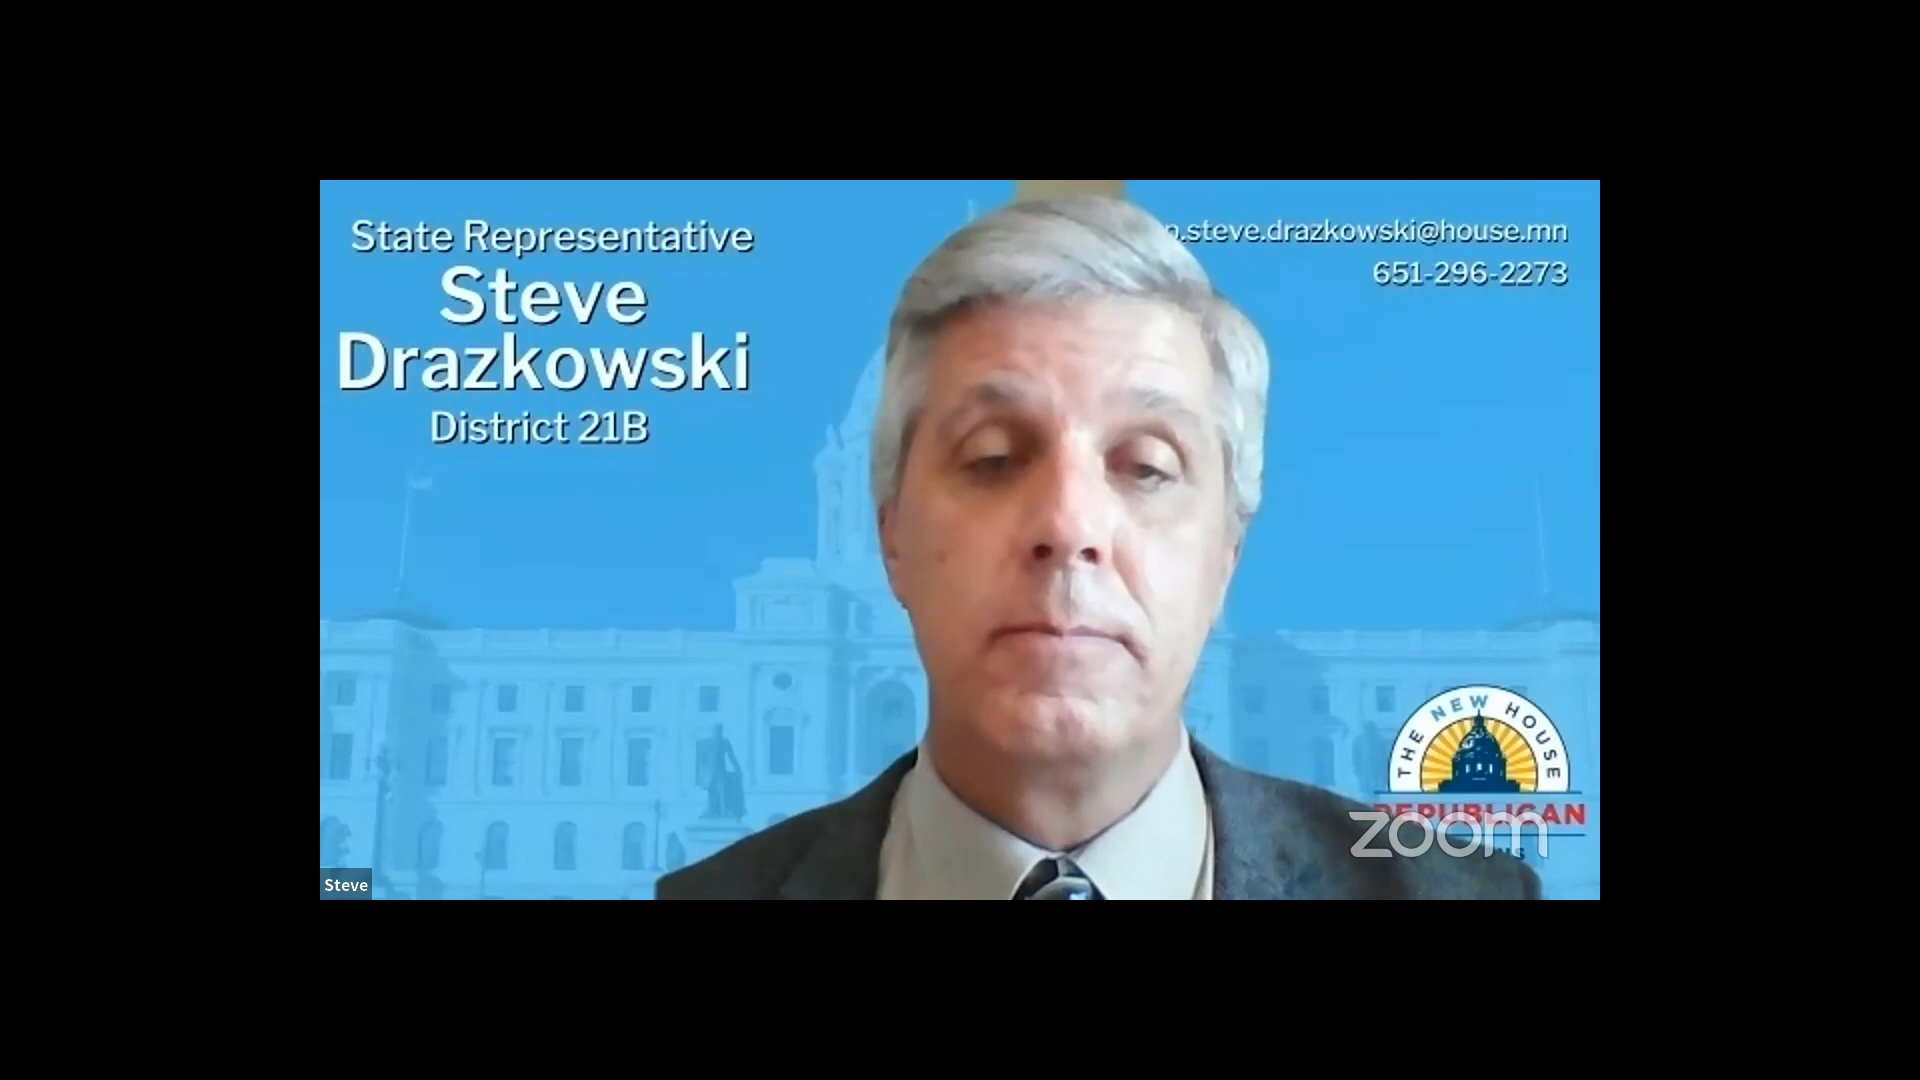 State Representative
Steve
Drazkowski
District 21B
p.steve.drazkowski@house.mn
651-296-2273
THE NEW HOUSE
REPUBLICAN
zoom
Steve